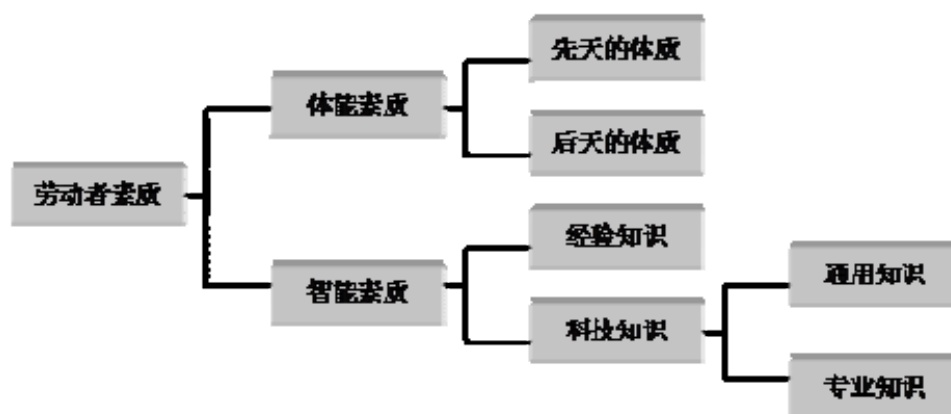 劳动者素质
体能素质
先天的体质
后天的体质
智能素质
经验知识
科技知识
通用知识
专业知识